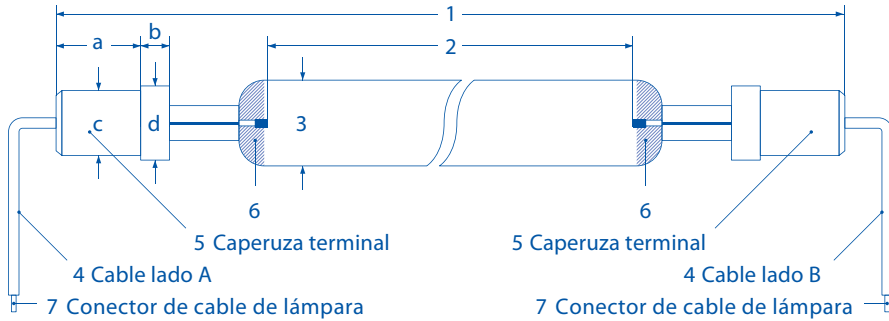 1
a
b
2
c
d
3
6
6
5 Caperuza terminal
5 Caperuza terminal
4 Cable lado A
4 Cable lado B
7 Conector de cable de lámpara
7 Conector de cable de lámpara